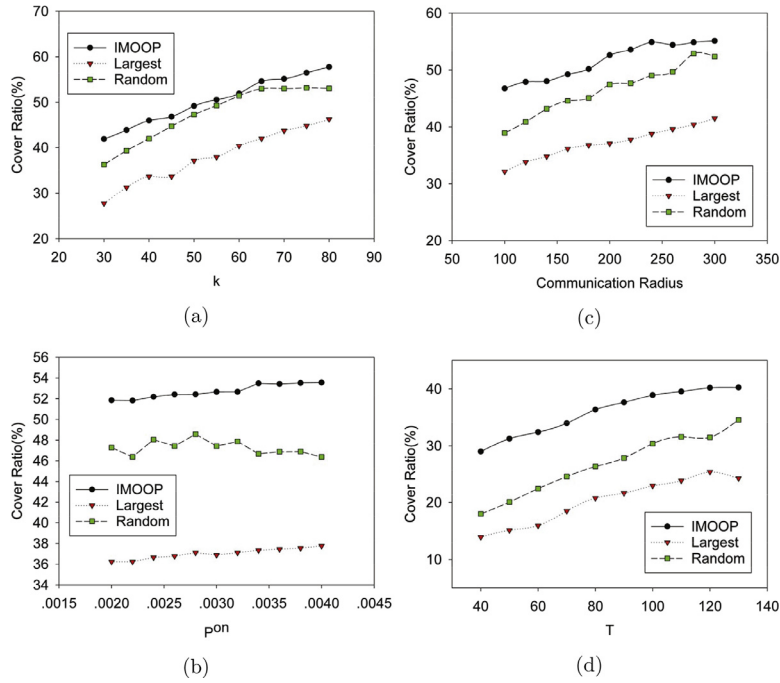 Cover Ratio(%)
70
60
50
40
30
20
20 30 40 50 60 70 80 90
k
IMOOP
Largest
Random
(a)
Cover Ratio(%)
60
50
40
30
20
50 100 150 200 250 300 350
Communication Radius
IMOOP
Largest
Random
(c)
Cover Ratio(%)
56
54
52
50
48
46
44
42
40
38
36
34
.0015 .0020 .0025 .0030 .0035 .0040 .0045
Pon
IMOOP
Largest
Random
(b)
Cover Ratio(%)
40
30
20
10
40 60 80 100 120 140
T
IMOOP
Largest
Random
(d)